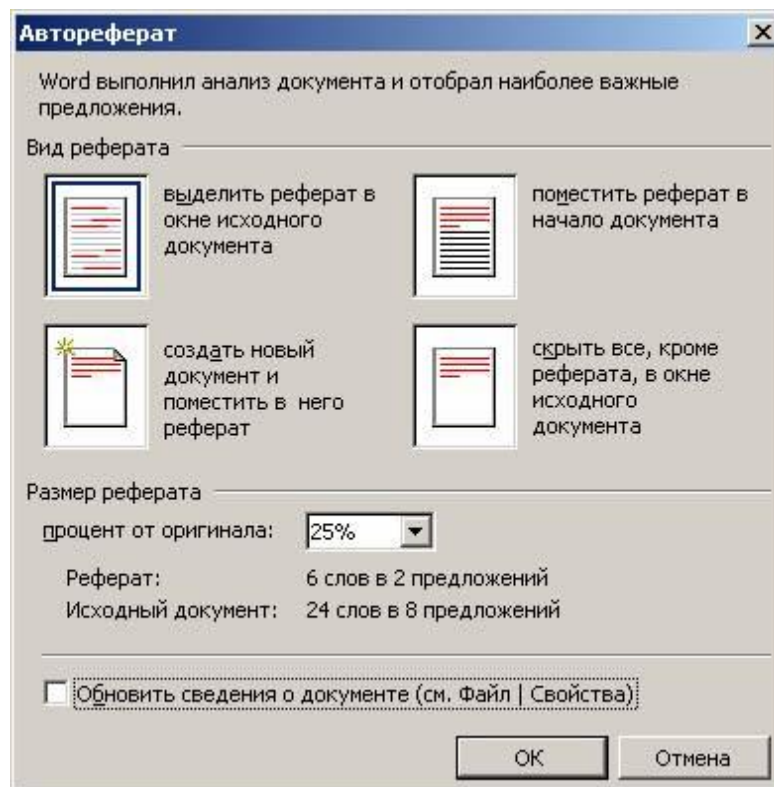 Автореферат
Word выполнил анализ документа и отобрал наиболее важные
предложения.
Вид реферата
выделить реферат в
окне исходного
документа
поместить реферат в
начало документа
создать новый
документ и
поместить в него
реферат
скрыть все, кроме
реферата, в окне
исходного
документа
Размер реферата
процент от оригинала: 25%
Реферат: 6 слов в 2 предложений
Исходный документ: 24 слов в 8 предложений
Обновить сведения о документе (см. Файл | Свойства)
ОК Отмена